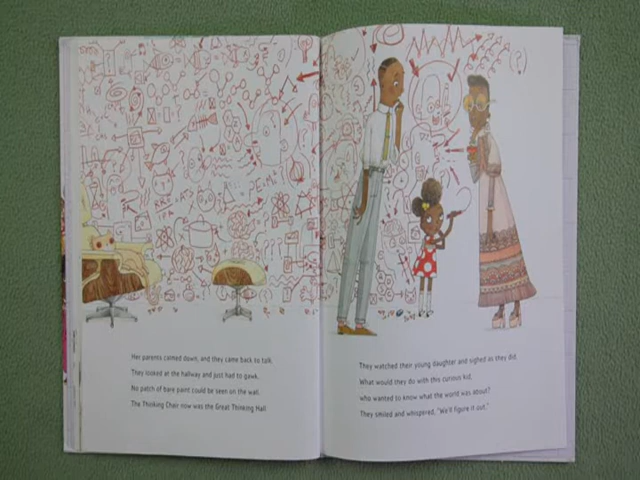 Her parents calmed down, and they came back to talk.
They looked at the hallway and just had to gawk.
No patch of bare paint could be seen on the wall.
The Thinking Chair now was the Great Thinking Hall.
They watched their young daughter and sighed as they did.
What would they do with this curious kid,
who wanted to know what the world was about?
They smiled and whispered, "We'll figure it out."